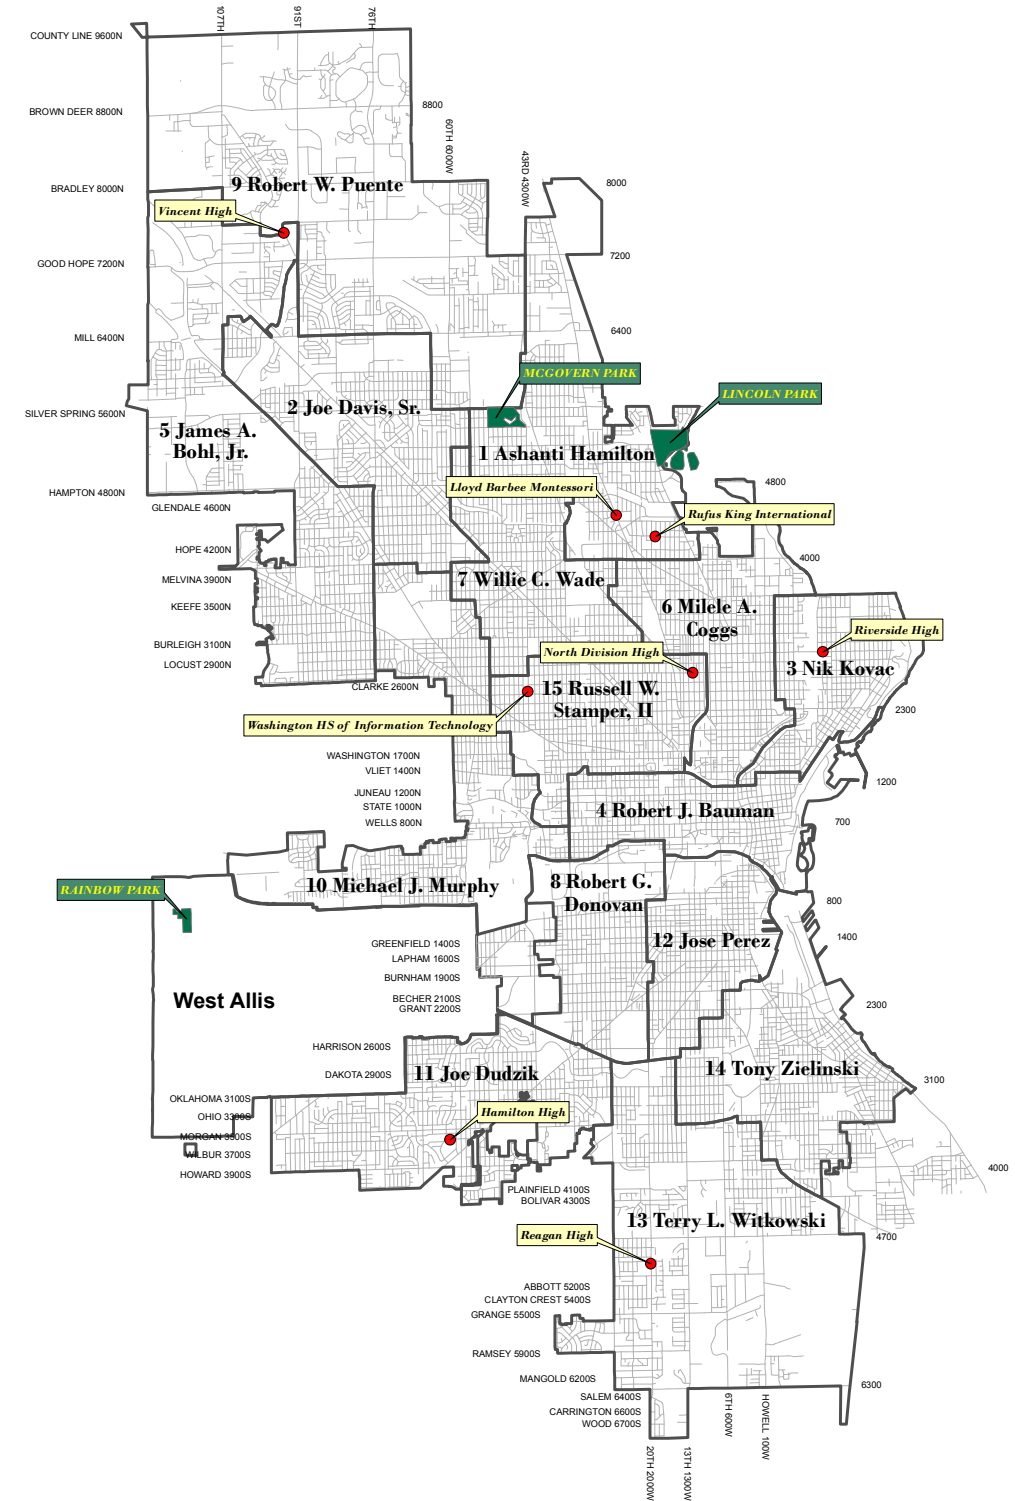 107TH
91ST
76TH
COUNTY LINE 9600N
BROWN DEER 8800N
8800
60TH 6000W
43RD 4300W
BRADLEY 8000N
9 Robert W. Puente
8000
Vincent High
GOOD HOPE 7200N
7200
MILL 6400N
6400
MCGOVERN PARK
LINCOLN PARK
SILVER SPRING 5600N
2 Joe Davis, Sr.
5 James A.
Bohl, Jr.
1 Ashanti Hamilton
HAMPTON 4800N
4800
Lloyd Barbee Montessori
GLENDALE 4600N
Rufus King International
HOPE 4200N
4000
MELVINA 3900N
7 Willie C. Wade
KEEFE 3500N
6 Milele A.
Coggs
Riverside High
BURLEIGH 3100N
North Division High
LOCUST 2900N
3 Nik Kovac
CLARKE 2600N
15 Russell W.
Stamper, II
2300
Washington HS of Information Technology
WASHINGTON 1700N
VLIET 1400N
1200
JUNEAU 1200N
STATE 1000N
4 Robert J. Bauman
WELLS 800N
700
RAINBOW PARK
10 Michael J. Murphy
8 Robert G.
Donovan
800
12 Jose Perez
1400
GREENFIELD 1400S
LAPHAM 1600S
BURNHAM 1900S
West Allis
BECHER 2100S
GRANT 2200S
2300
HARRISON 2600S
DAKOTA 2900S
11 Joe Dudzik
14 Tony Zielinski
3100
OKLAHOMA 3100S
Hamilton High
OHIO 3300S
MORGAN 3500S
WILBUR 3700S
HOWARD 3900S
4000
PLAINFIELD 4100S
BOLIVAR 4300S
13 Terry L. Witkowski
Reagan High
4700
ABBOTT 5200S
CLAYTON CREST 5400S
GRANGE 5500S
RAMSEY 5900S
MANGOLD 6200S
6300
SALEM 6400S
CARRINGTON 6600S
WOOD 6700S
6TH 600W
HOWELL 100W
20TH 2000W
13TH 1300W